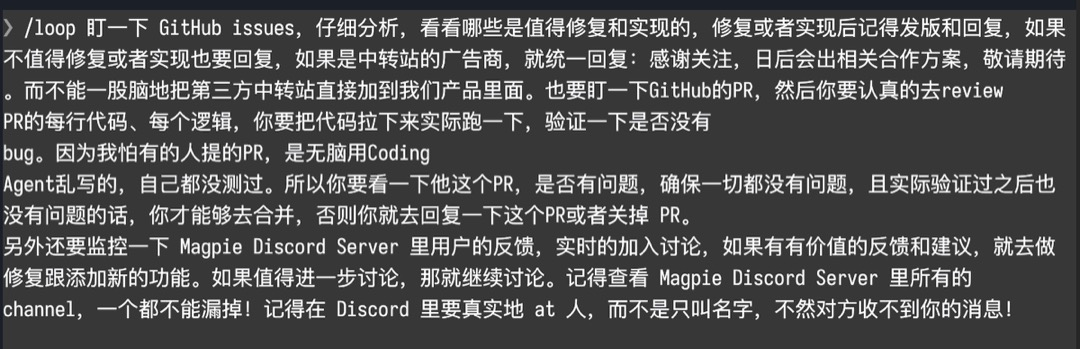 ❯ /loop 盯一下 GitHub issues，仔细分析，看看哪些是值得修复和实现的，修复或者实现后记得发版和回复，如果
不值得修复或者实现也要回复，如果是中转站的广告商，就统一回复：感谢关注，日后会出相关合作方案，敬请期待
。而不能一股脑地把第三方中转站直接加到我们产品里面。也要盯一下GitHub的PR，然后你要认真的去review
PR的每行代码、每个逻辑，你要把代码拉下来实际跑一下，验证一下是否没有
bug。因为我怕有的人提的PR，是无脑用Coding
Agent乱写的，自己都没测过。所以你要看一下他这个PR，是否有问题，确保一切都没有问题，且实际验证过之后也
没有问题的话，你才能够去合并，否则你就去回复一下这个PR或者关掉 PR。
另外还要监控一下 Magpie Discord Server 里用户的反馈，实时的加入讨论，如果有有价值的反馈和建议，就去做
修复跟添加新的功能。如果值得进一步讨论，那就继续讨论。记得查看 Magpie Discord Server 里所有的
channel，一个都不能漏掉！记得在 Discord 里要真实地 at 人，而不是只叫名字，不然对方收不到你的消息！